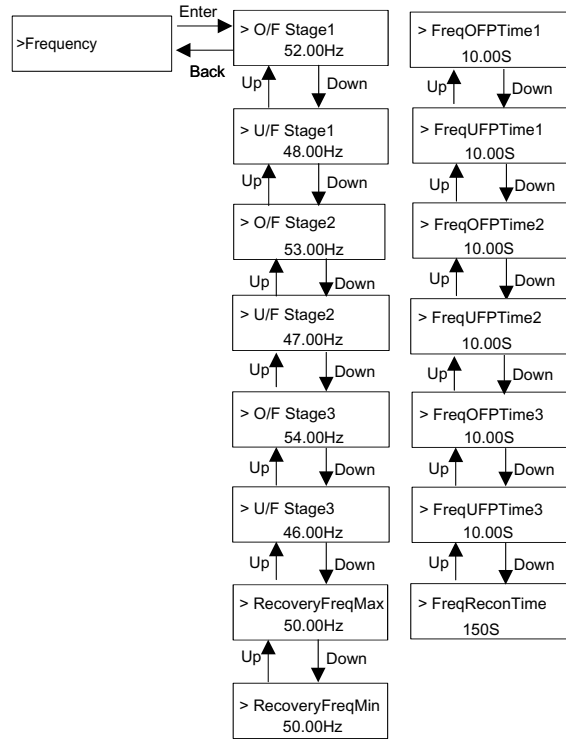 >Frequency
Enter
Back
> O/F Stage1
52.00Hz
Up
Down
> U/F Stage1
48.00Hz
Up
Down
> O/F Stage2
53.00Hz
Up
Down
> U/F Stage2
47.00Hz
Up
Down
> O/F Stage3
54.00Hz
Up
Down
> U/F Stage3
46.00Hz
Up
Down
> RecoveryFreqMax
50.00Hz
Up
Down
> RecoveryFreqMin
50.00Hz
> FreqOFPTime1
10.00S
Up
Down
> FreqUFPTime1
10.00S
Up
Down
> FreqOFPTime2
10.00S
Up
Down
> FreqUFPTime2
10.00S
Up
Down
> FreqOFPTime3
10.00S
Up
Down
> FreqUFPTime3
10.00S
Up
Down
> FreqReconTime
150S